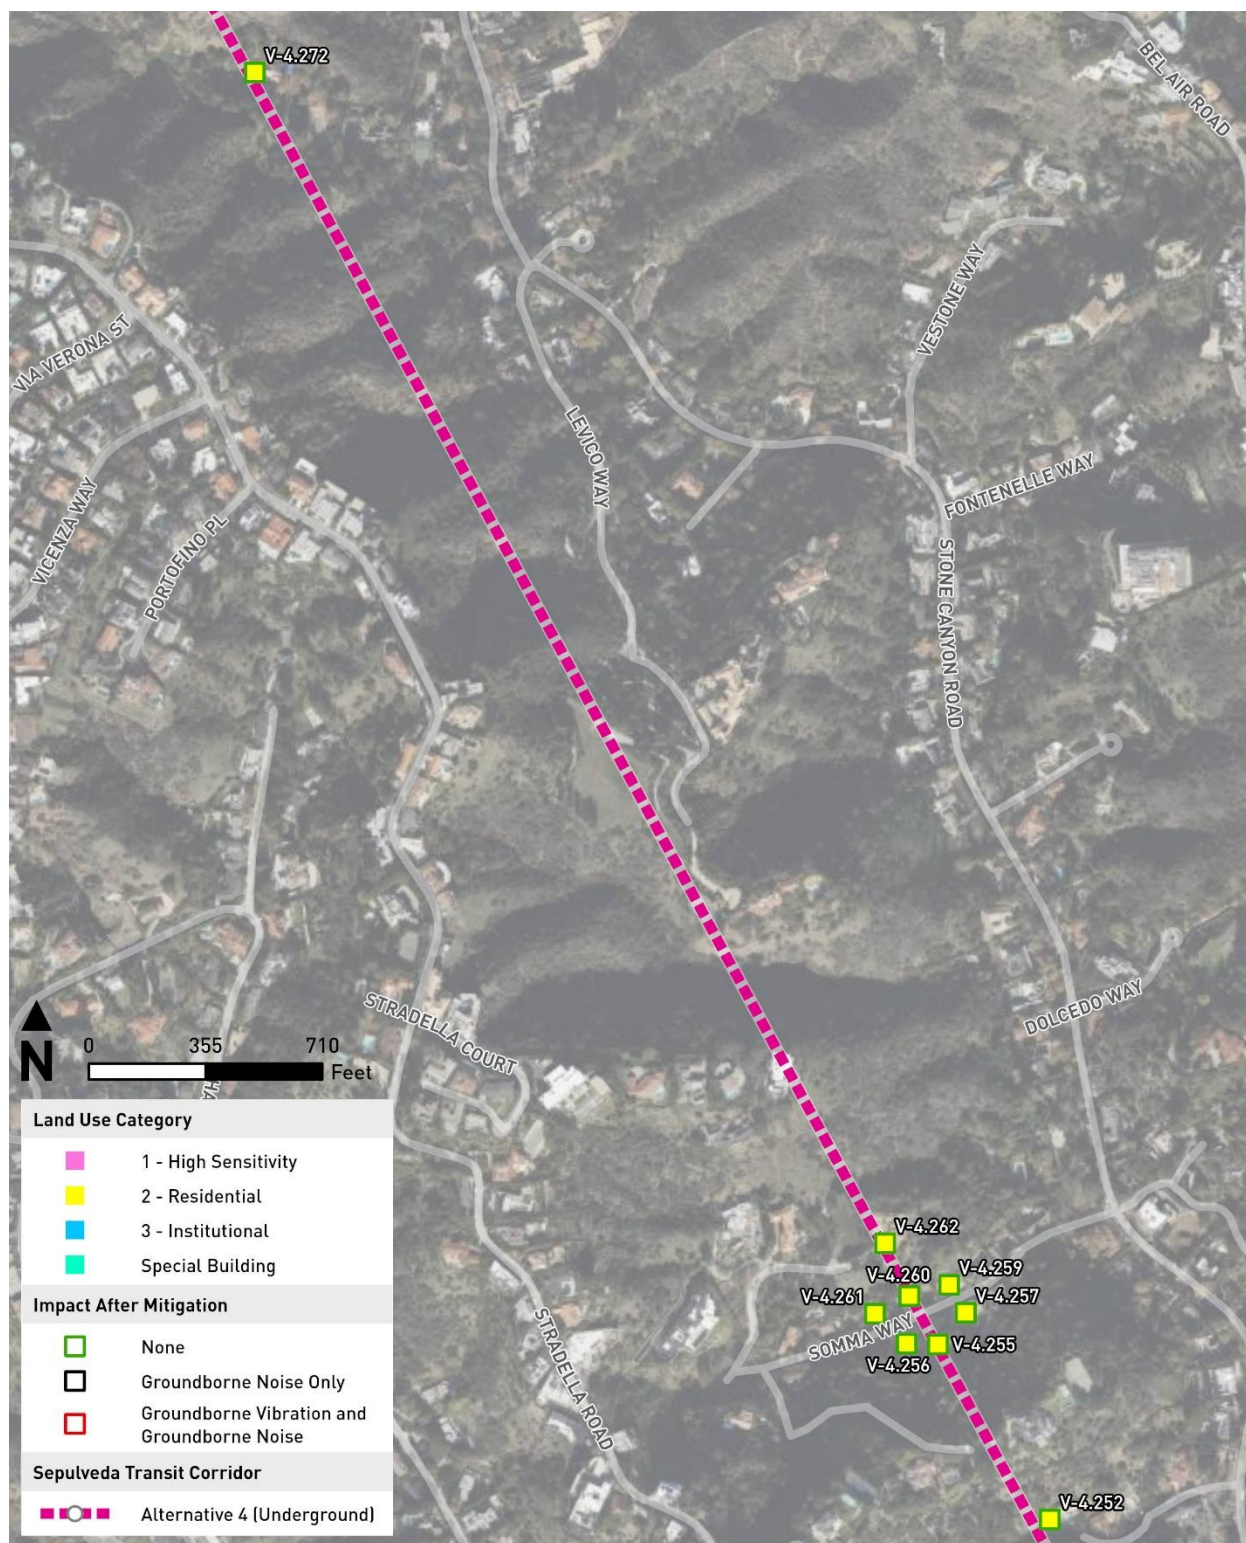 V-4.272
BEL AIR ROAD
VIA VERONA ST
VESTONE WAY
LEVICO WAY
VICENZA WAY
PORTOFINO PL
FONTENELLE WAY
STONE CANYON ROAD
DOLCEDO WAY
STRADELLA COURT
N
0 355 710
Feet
HA
Land Use Category
1 - High Sensitivity
2 - Residential
3 - Institutional
Special Building
Impact After Mitigation
None
Groundborne Noise Only
Groundborne Vibration and
Groundborne Noise
Sepulveda Transit Corridor
Alternative 4 (Underground)
V-4.262
V-4.260
V-4.259
V-4.261
V-4.257
SOMMA WAY
V-4.255
V-4.256
STRADELLA ROAD
V-4.252